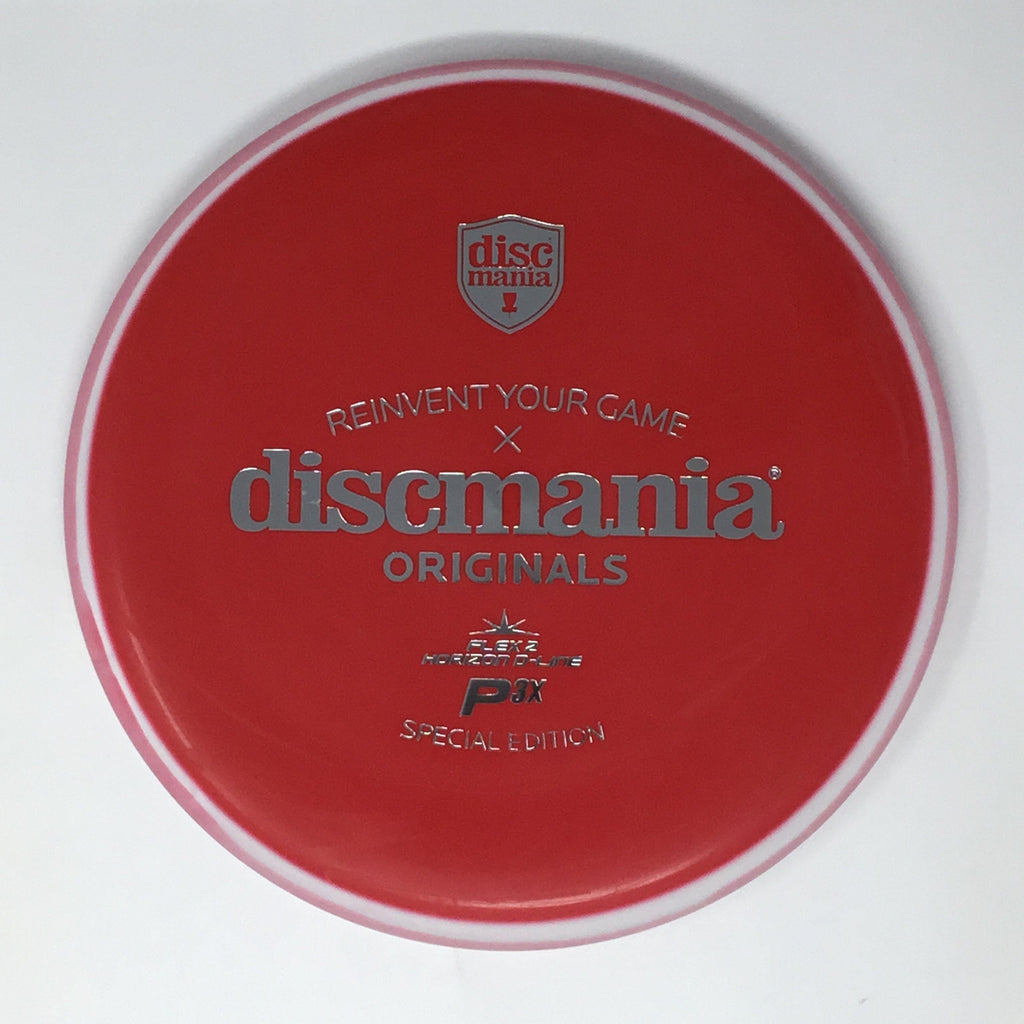 disc
mania
REINVENT YOUR GAME
X
discmania®
ORIGINALS
FLEX 2
HORIZON D-LINE
P3X
SPECIAL EDITION